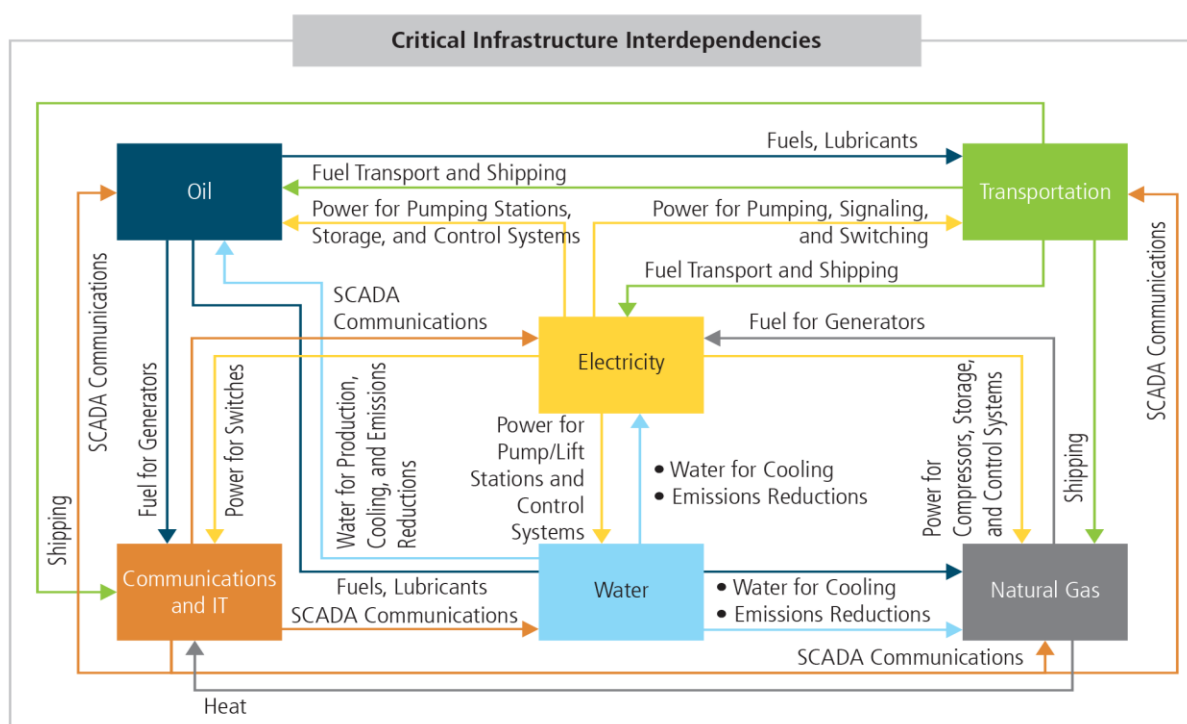 Critical Infrastructure Interdependencies
Fuels, Lubricants
Oil
Fuel Transport and Shipping
Transportation
Power for Pumping Stations,
Storage, and Control Systems
Power for Pumping, Signaling,
and Switching
Fuel Transport and Shipping
SCADA
Communications
Fuel for Generators
Electricity
SCADA Communications
Fuel for Generators
Power for Switches
Water for Production,
Cooling, and Emissions
Reductions
Power for
Pump/Lift
Stations and
Control
Systems
• Water for Cooling
• Emissions Reductions
Power for
Compressors, Storage,
and Control Systems
Shipping
SCADA Communications
Shipping
Communications
and IT
Fuels, Lubricants
SCADA Communications
Water
• Water for Cooling
• Emissions Reductions
Natural Gas
SCADA Communications
Heat